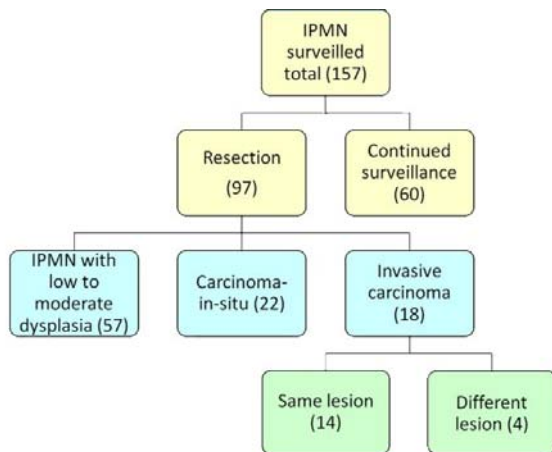 IPMN
surveilled
total (157)
Resection
(97)
Continued
surveillance
(60)
IPMN with
low to
moderate
dysplasia (57)
Carcinoma-
in-situ (22)
Invasive
carcinoma
(18)
Same lesion
(14)
Different
lesion (4)